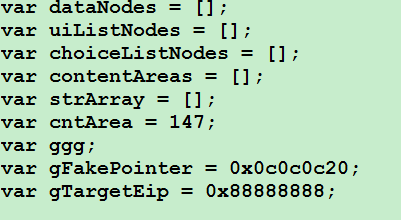 var dataNodes = [];
var uiListNodes = [];
var choiceListNodes = [];
var contentAreas = [];
var strArray = [];
var cntArea = 147;
var ggg;
var gFakePointer = 0x0c0c0c20;
var gTargetEip = 0x88888888;